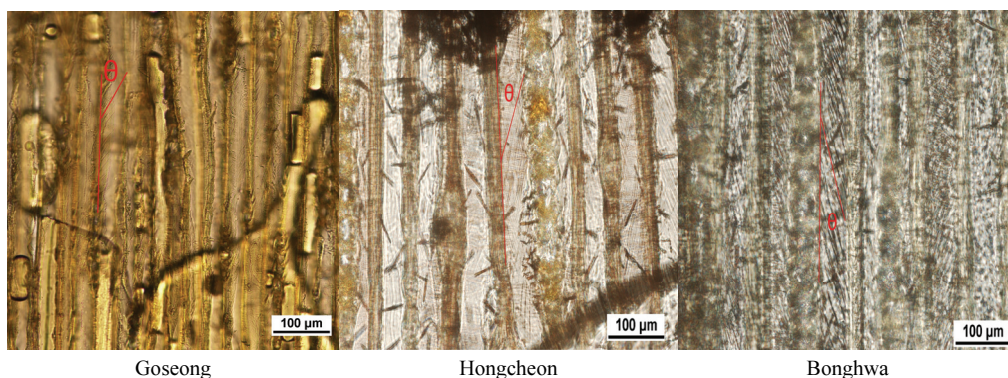 θ
θ
θ
100 µm
100 µm
100 µm
Goseong
Hongcheon
Bonghwa